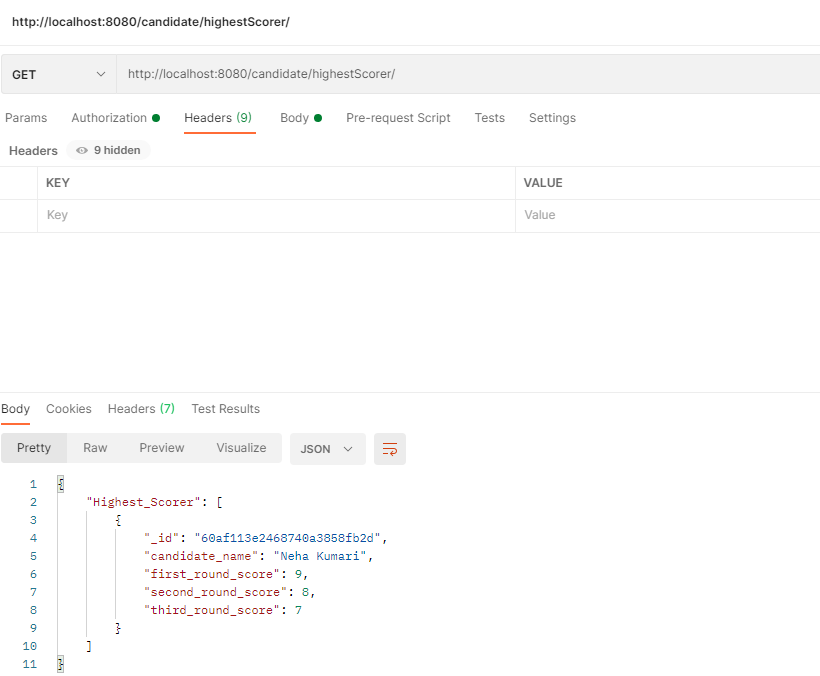 http://localhost:8080/candidate/highestScorer/
GET http://localhost:8080/candidate/highestScorer/
Params Authorization Headers (9) Body Pre-request Script Tests Settings
Headers 9 hidden
KEY VALUE
Key Value
Body Cookies Headers (7) Test Results
Pretty Raw Preview Visualize JSON
1 {
2 "Highest_Scorer": [
3 {
4 "_id": "60af113e2468740a3858fb2d",
5 "candidate_name": "Neha Kumari",
6 "first_round_score": 9,
7 "second_round_score": 8,
8 "third_round_score": 7
9 }
10 ]
11 }